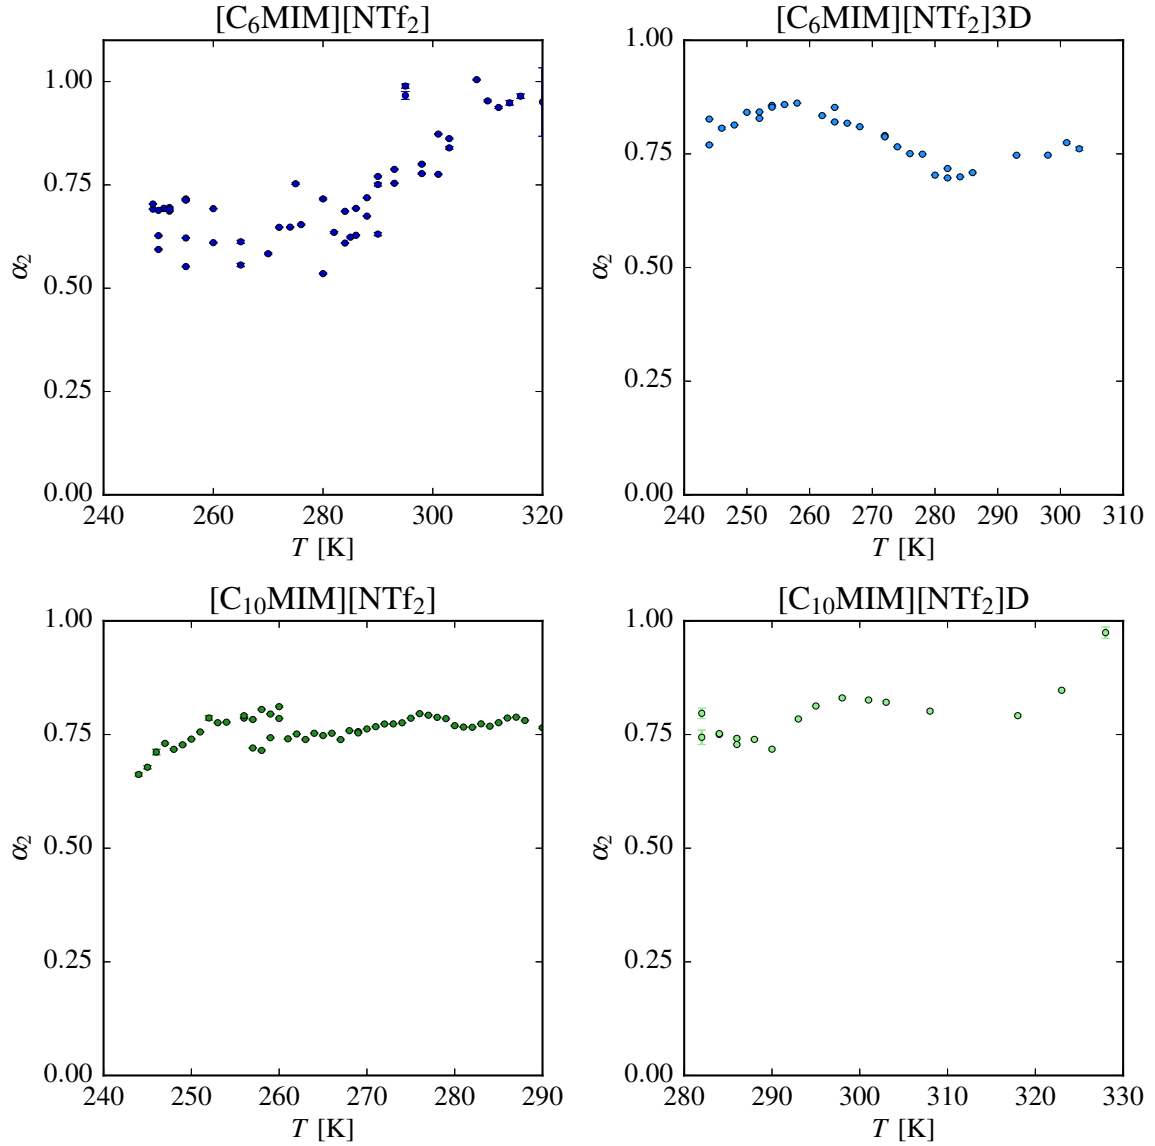 [C₆MIM][NTf₂]
1.00
0.75
0.50
0.25
0.00
α₂
240 260 280 300 320
T [K]
[C₆MIM][NTf₂]3D
1.00
0.75
0.50
0.25
0.00
α₂
240 250 260 270 280 290 300 310
T [K]
[C₁₀MIM][NTf₂]
1.00
0.75
0.50
0.25
0.00
α₂
240 250 260 270 280 290
T [K]
[C₁₀MIM][NTf₂]D
1.00
0.75
0.50
0.25
0.00
α₂
280 290 300 310 320 330
T [K]